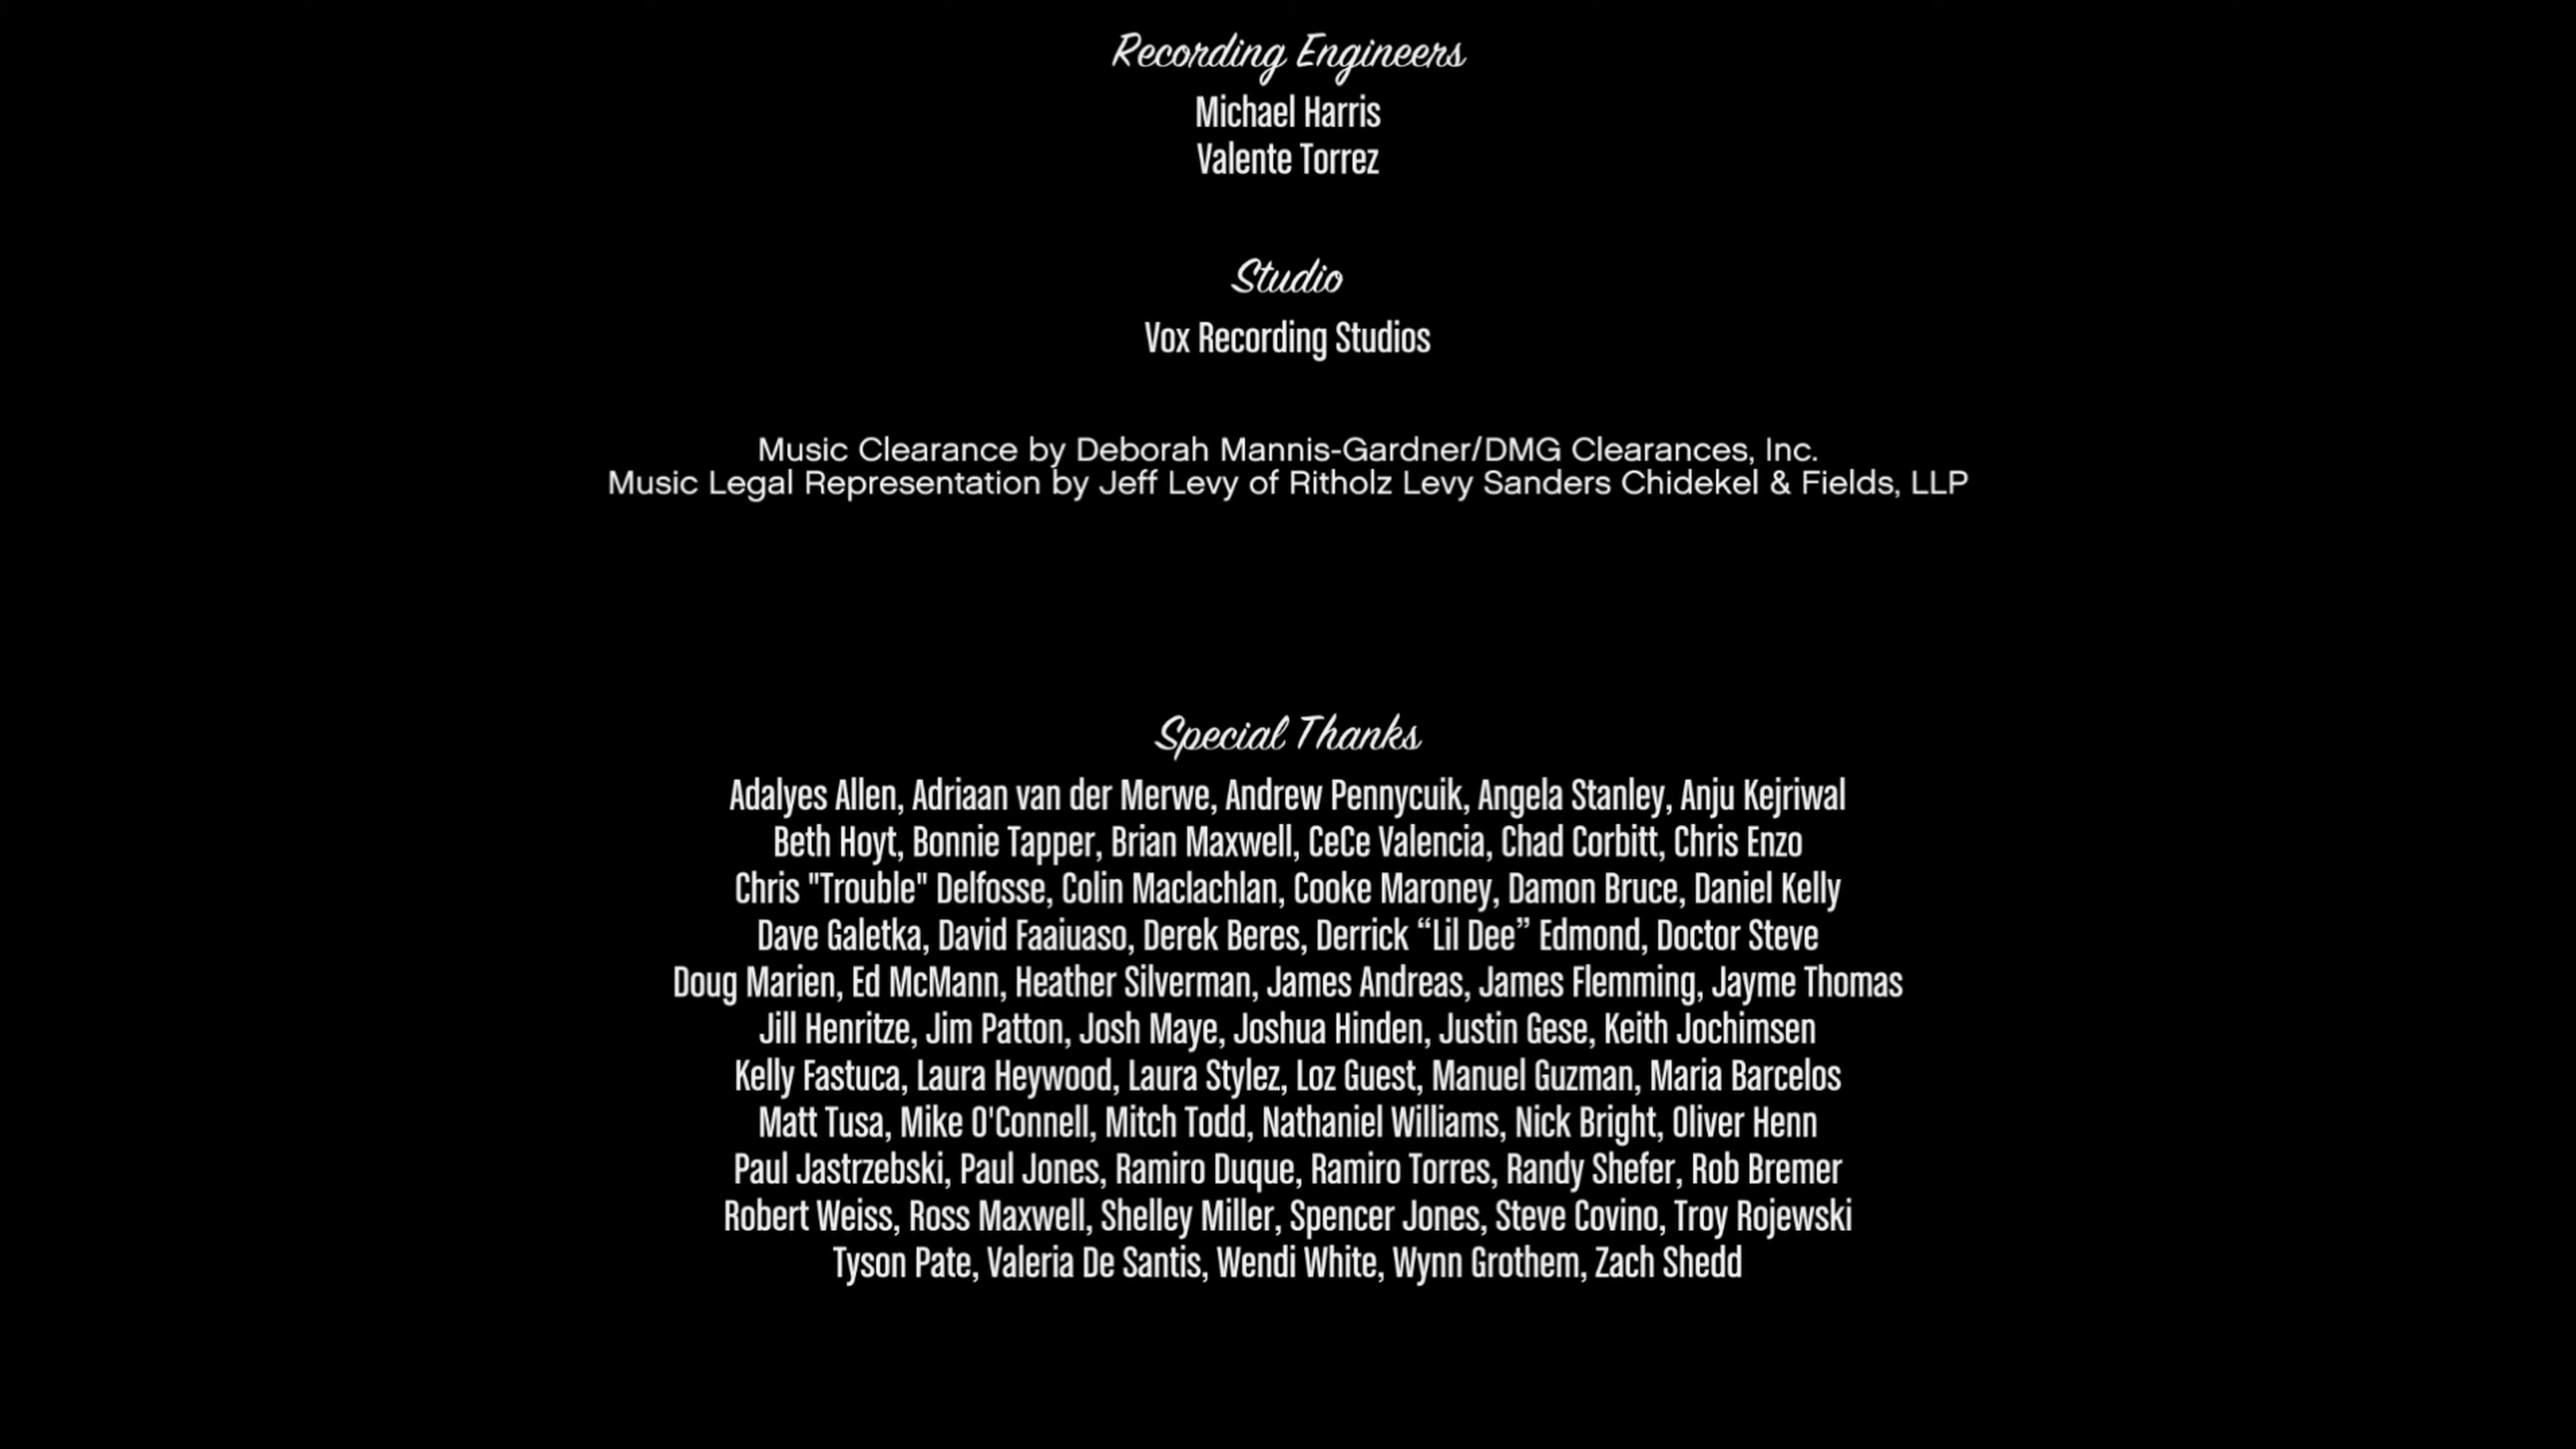 Recording Engineers
Michael Harris
Valente Torrez
Studio
Vox Recording Studios
Music Clearance by Deborah Mannis-Gardner/DMG Clearances, Inc.
Music Legal Representation by Jeff Levy of Ritholz Levy Sanders Chidekel & Fields, LLP
Special Thanks
Adalyes Allen, Adriaan van der Merwe, Andrew Pennycuik, Angela Stanley, Anju Kejriwal
Beth Hoyt, Bonnie Tapper, Brian Maxwell, CeCe Valencia, Chad Corbitt, Chris Enzo
Chris "Trouble" Delfosse, Colin Maclachlan, Cooke Maroney, Damon Bruce, Daniel Kelly
Dave Galetka, David Faaiuaso, Derek Beres, Derrick “Lil Dee” Edmond, Doctor Steve
Doug Marien, Ed McMann, Heather Silverman, James Andreas, James Flemming, Jayme Thomas
Jill Henritze, Jim Patton, Josh Maye, Joshua Hinden, Justin Gese, Keith Jochimsen
Kelly Fastuca, Laura Heywood, Laura Stylez, Loz Guest, Manuel Guzman, Maria Barcelos
Matt Tusa, Mike O'Connell, Mitch Todd, Nathaniel Williams, Nick Bright, Oliver Henn
Paul Jastrzebski, Paul Jones, Ramiro Duque, Ramiro Torres, Randy Shefer, Rob Bremer
Robert Weiss, Ross Maxwell, Shelley Miller, Spencer Jones, Steve Covino, Troy Rojewski
Tyson Pate, Valeria De Santis, Wendi White, Wynn Grothem, Zach Shedd